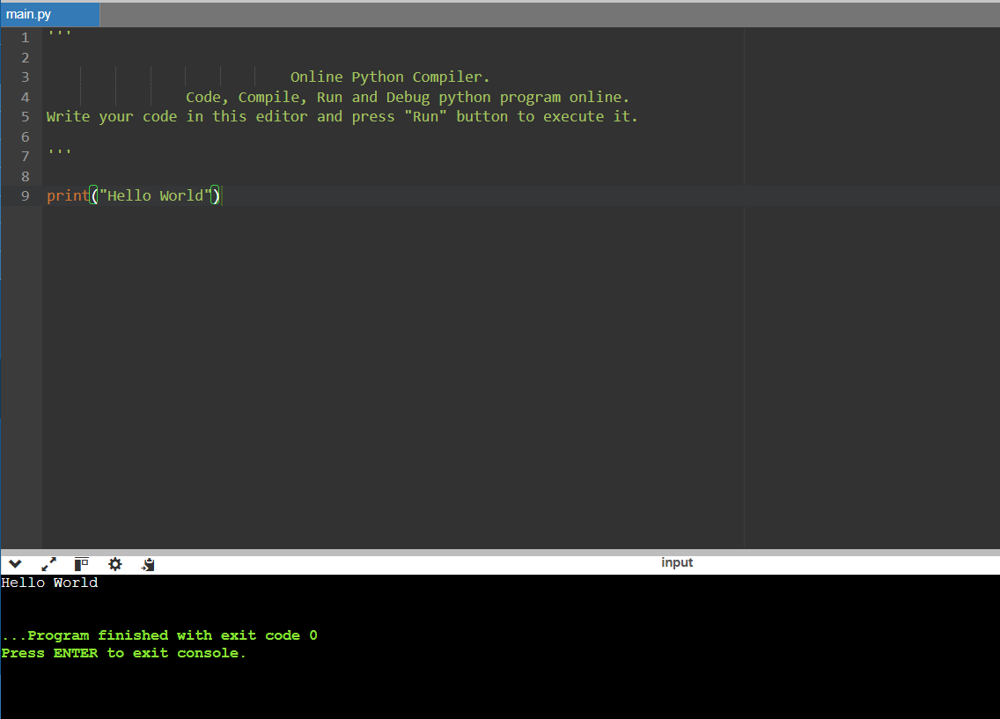 main.py
1 '''
2
3 Online Python Compiler.
4 Code, Compile, Run and Debug python program online.
5 Write your code in this editor and press "Run" button to execute it.
6
7 '''
8
9 print("Hello World")
input
Hello World
...Program finished with exit code 0
Press ENTER to exit console.